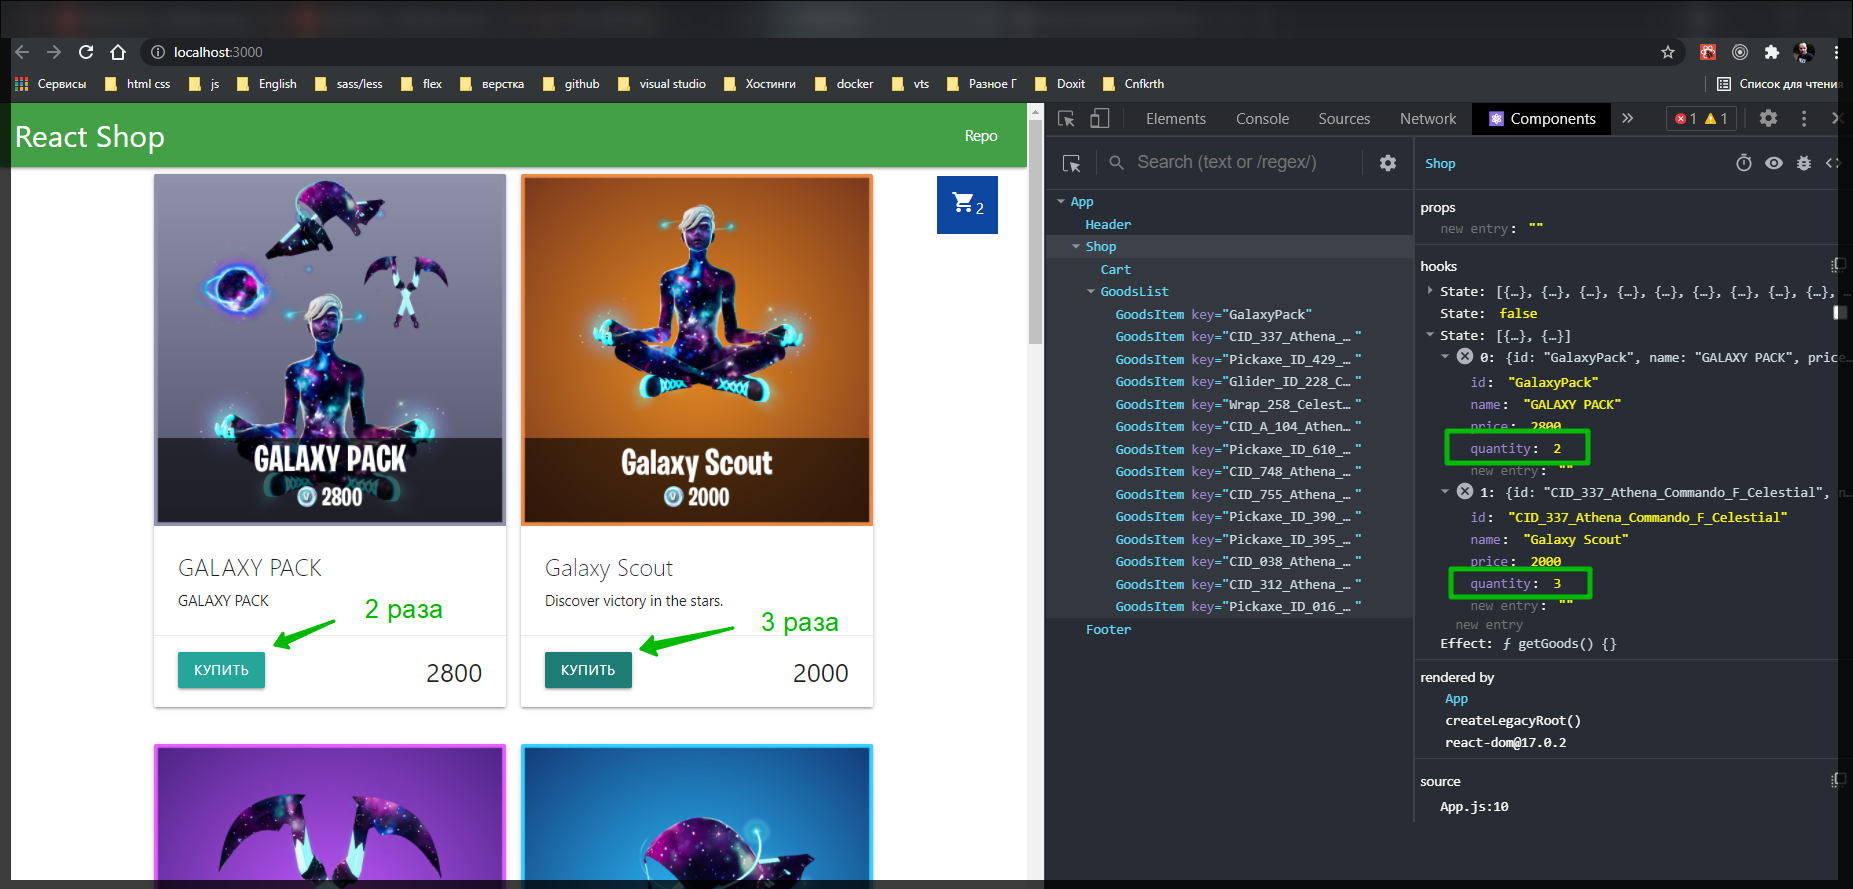 localhost:3000
Сервисы html css js English sass/less flex верстка github visual studio Хостинги docker vts Разное Г Doxit Cnfkrth Список для чтени
React Shop
Repo
2
GALAXY PACK
2800
Galaxy Scout
2000
GALAXY PACK
GALAXY PACK
2 раза
КУПИТЬ
2800
Galaxy Scout
Discover victory in the stars.
3 раза
КУПИТЬ
2000
Elements Console Sources Network Components 1 1
Search (text or /regex/)
App
Header
Shop
Cart
GoodsList
GoodsItem key="GalaxyPack"
GoodsItem key="CID_337_Athena_… "
GoodsItem key="Pickaxe_ID_429_… "
GoodsItem key="Glider_ID_228_C… "
GoodsItem key="Wrap_258_Celest… "
GoodsItem key="CID_A_104_Athen… "
GoodsItem key="Pickaxe_ID_610_… "
GoodsItem key="CID_748_Athena_… "
GoodsItem key="CID_755_Athena_… "
GoodsItem key="Pickaxe_ID_390_… "
GoodsItem key="Pickaxe_ID_395_… "
GoodsItem key="CID_038_Athena_… "
GoodsItem key="CID_312_Athena_… "
GoodsItem key="Pickaxe_ID_016_… "
Footer
Shop
props
new entry: ""
hooks
State: [{…}, {…}, {…}, {…}, {…}, {…}, {…}, {…}, {…}, …
State: false
State: [{…}, {…}]
0: {id: "GalaxyPack", name: "GALAXY PACK", price…
id: "GalaxyPack"
name: "GALAXY PACK"
price: 2800
quantity: 2
new entry: ""
1: {id: "CID_337_Athena_Commando_F_Celestial", n…
id: "CID_337_Athena_Commando_F_Celestial"
name: "Galaxy Scout"
price: 2000
quantity: 3
new entry: ""
new entry
Effect: ƒ getGoods() {}
rendered by
App
createLegacyRoot()
react-dom@17.0.2
source
App.js:10